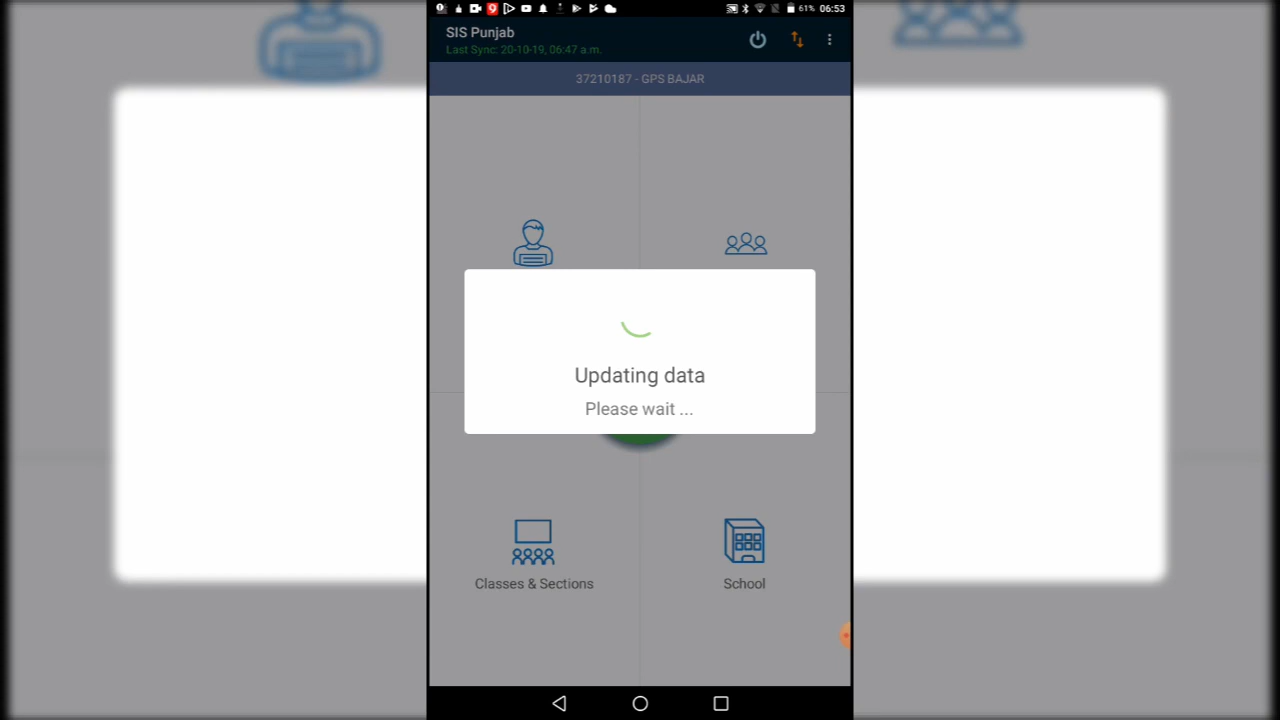 61% 06:53
SIS Punjab
Last Sync: 20-10-19, 06:47 a.m.
37210187 - GPS BAJAR
Updating data
Please wait ...
Classes & Sections
School